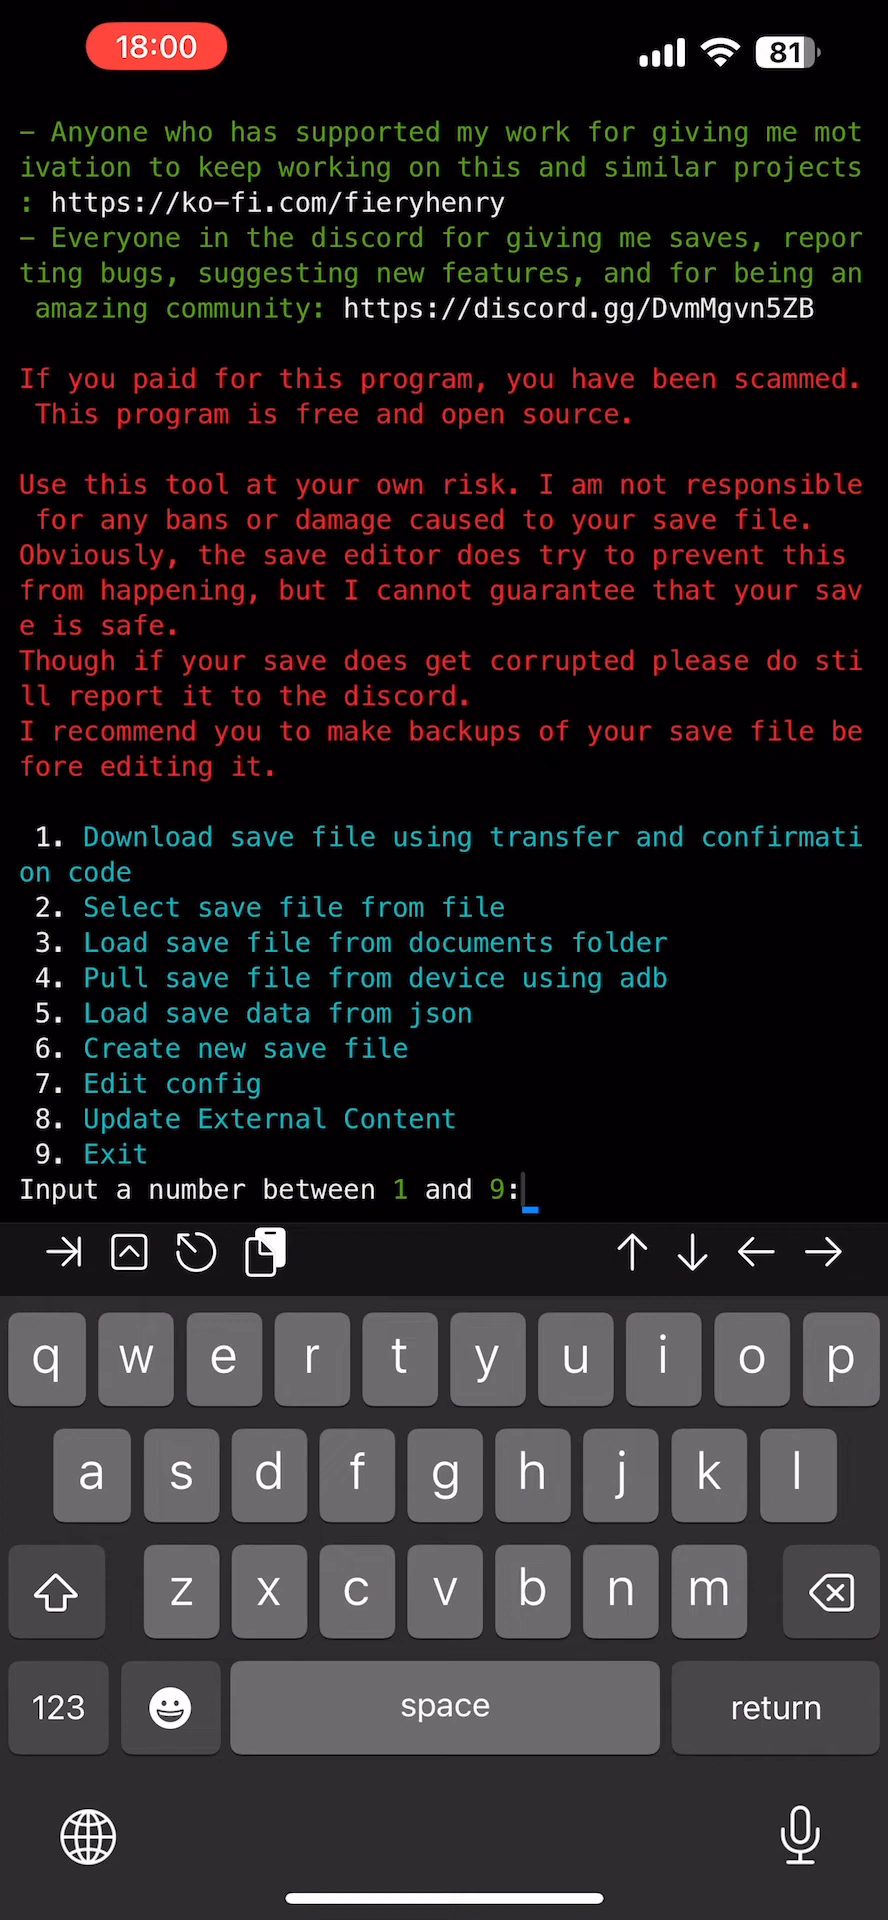 18:00
81
– Anyone who has supported my work for giving me mot
ivation to keep working on this and similar projects
: https://ko-fi.com/fieryhenry
– Everyone in the discord for giving me saves, repor
ting bugs, suggesting new features, and for being an
amazing community: https://discord.gg/DvmMgvn5ZB
If you paid for this program, you have been scammed.
This program is free and open source.
Use this tool at your own risk. I am not responsible
for any bans or damage caused to your save file.
Obviously, the save editor does try to prevent this
from happening, but I cannot guarantee that your sav
e is safe.
Though if your save does get corrupted please do sti
ll report it to the discord.
I recommend you to make backups of your save file be
fore editing it.
1. Download save file using transfer and confirmati
on code
2. Select save file from file
3. Load save file from documents folder
4. Pull save file from device using adb
5. Load save data from json
6. Create new save file
7. Edit config
8. Update External Content
9. Exit
Input a number between 1 and 9:
q w e r t y u i o p
a s d f g h j k l
z x c v b n m
123 space return